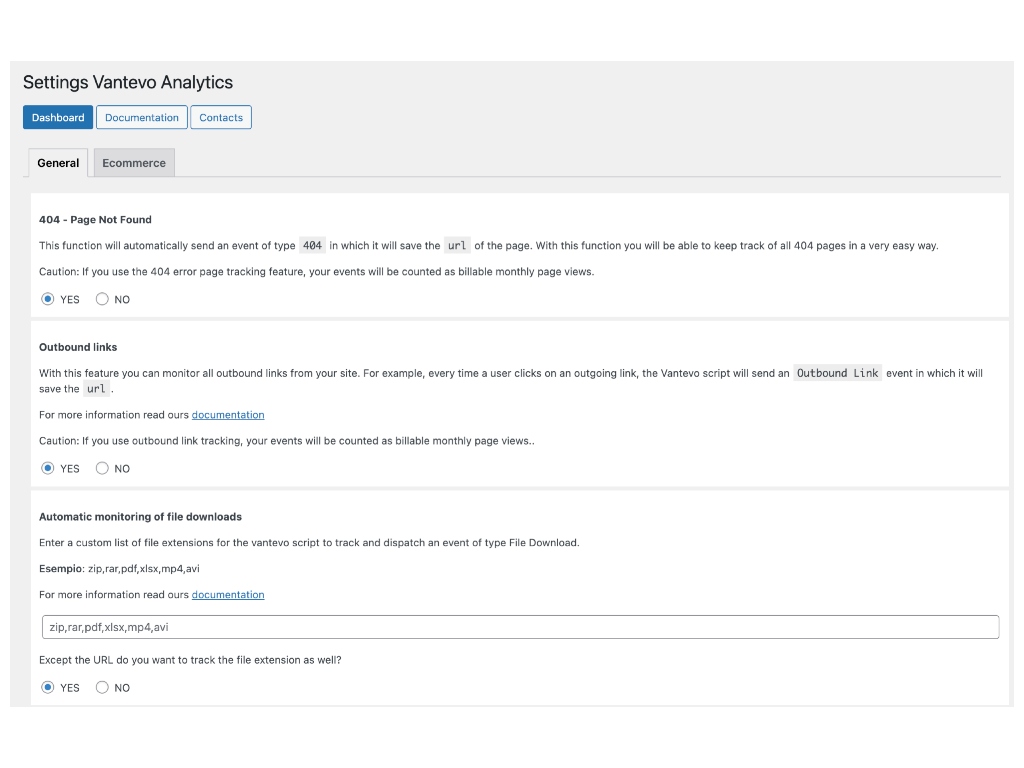 Settings Vantevo Analytics
Dashboard Documentation Contacts
General Ecommerce
404 - Page Not Found
This function will automatically send an event of type 404 in which it will save the url of the page. With this function you will be able to keep track of all 404 pages in a very easy way.
Caution: If you use the 404 error page tracking feature, your events will be counted as billable monthly page views.
YES NO
Outbound links
With this feature you can monitor all outbound links from your site. For example, every time a user clicks on an outgoing link, the Vantevo script will send an Outbound Link event in which it will
save the url .
For more information read ours documentation
Caution: If you use outbound link tracking, your events will be counted as billable monthly page views..
YES NO
Automatic monitoring of file downloads
Enter a custom list of file extensions for the vantevo script to track and dispatch an event of type File Download.
Esempio: zip,rar,pdf,xlsx,mp4,avi
For more information read ours documentation
zip,rar,pdf,xlsx,mp4,avi
Except the URL do you want to track the file extension as well?
YES NO